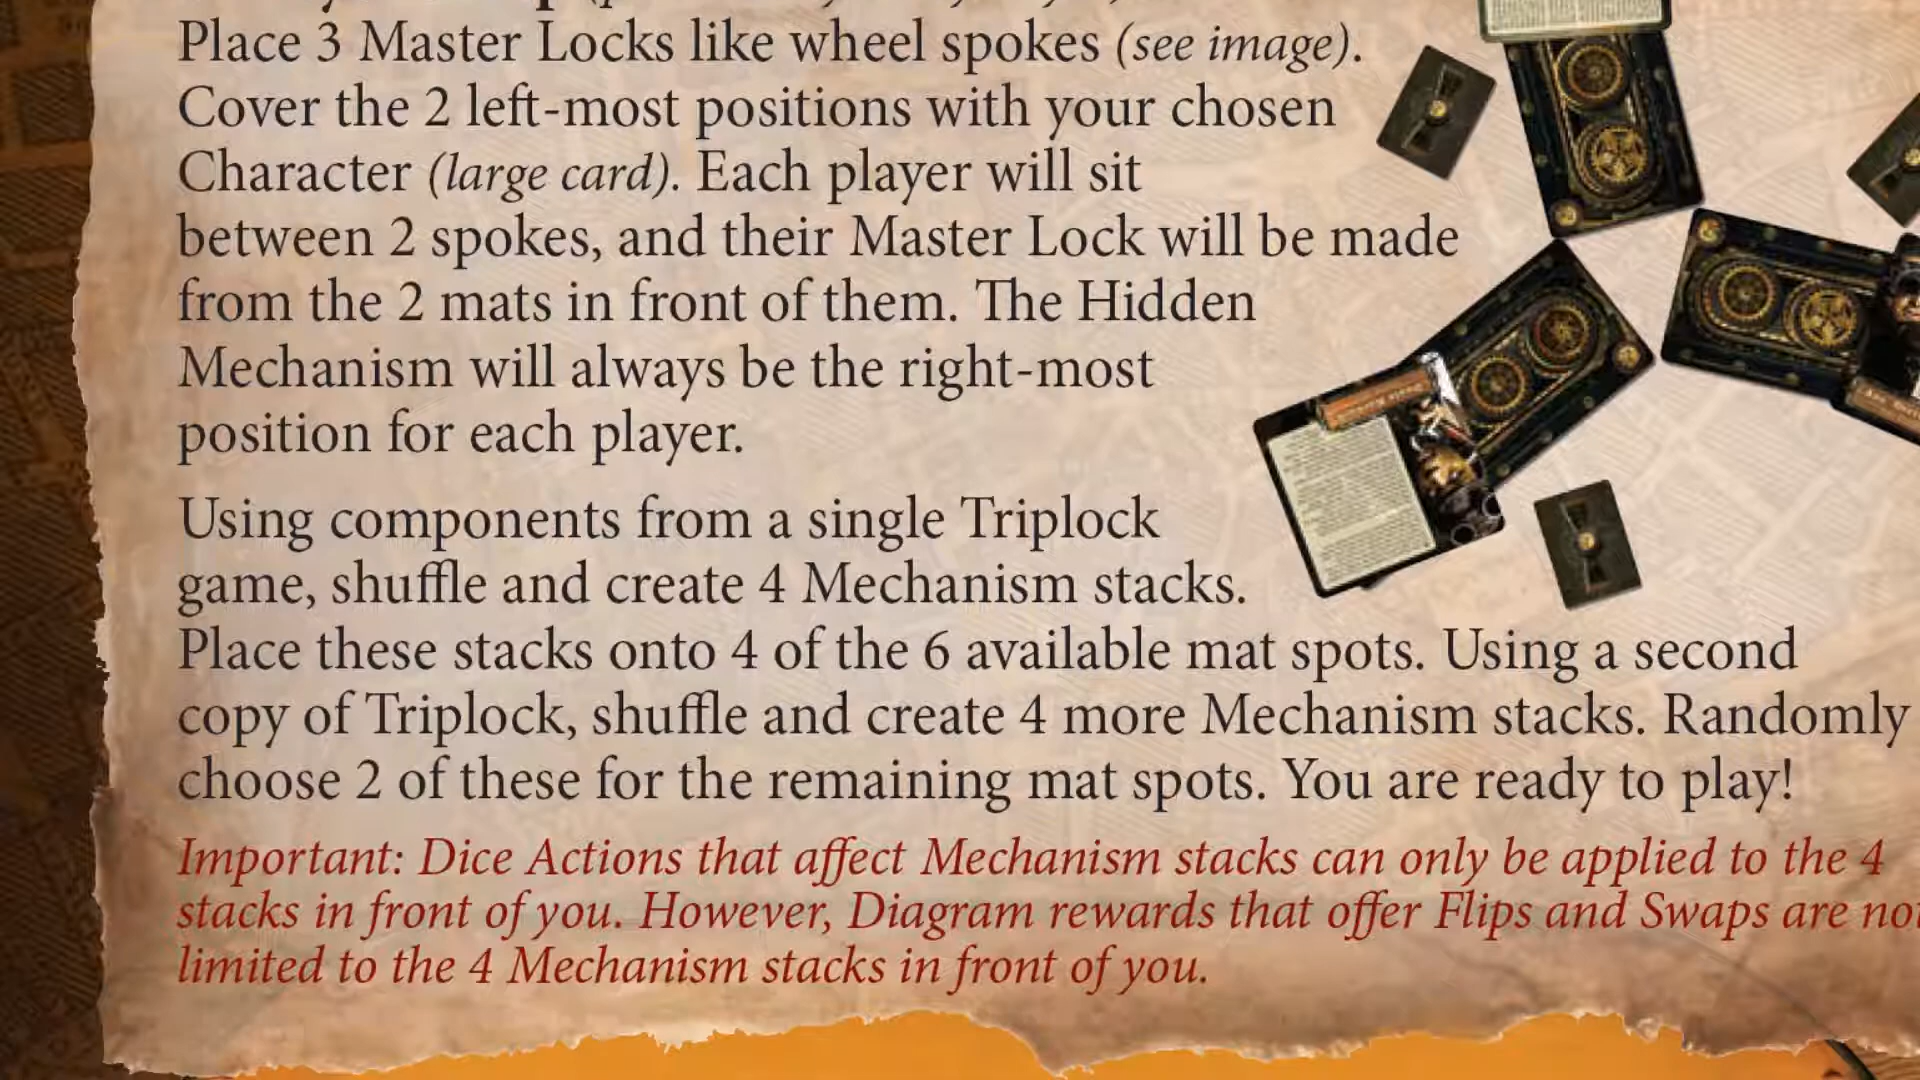 Place 3 Master Locks like wheel spokes (see image).
Cover the 2 left-most positions with your chosen
Character (large card). Each player will sit
between 2 spokes, and their Master Lock will be made
from the 2 mats in front of them. The Hidden
Mechanism will always be the right-most
position for each player.
Using components from a single Triplock
game, shuffle and create 4 Mechanism stacks.
Place these stacks onto 4 of the 6 available mat spots. Using a second
copy of Triplock, shuffle and create 4 more Mechanism stacks. Randomly
choose 2 of these for the remaining mat spots. You are ready to play!
Important: Dice Actions that affect Mechanism stacks can only be applied to the 4
stacks in front of you. However, Diagram rewards that offer Flips and Swaps are no
limited to the 4 Mechanism stacks in front of you.